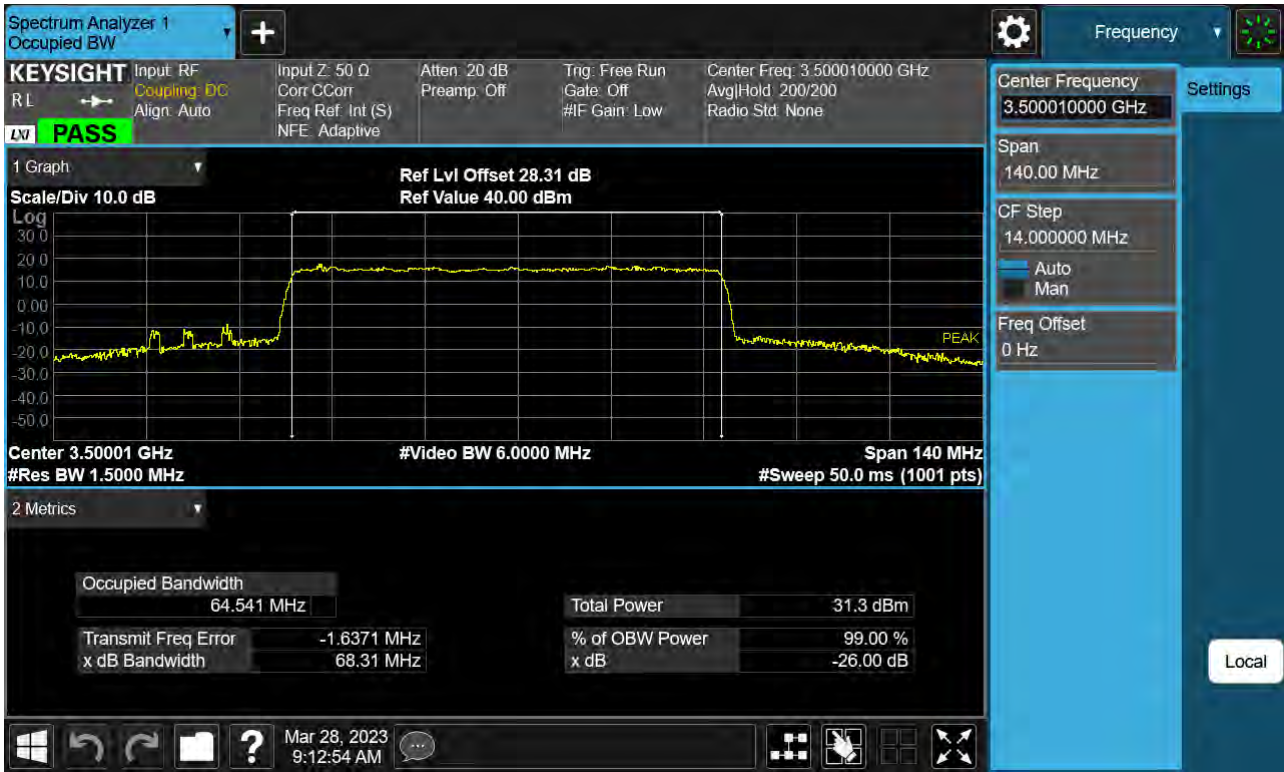 Spectrum Analyzer 1
Occupied BW
Frequency
KEYSIGHT
RL
LXI PASS
Input: RF
Coupling: DC
Align: Auto
Input Z: 50 Ω
Corr CCorr
Freq Ref: Int (S)
NFE: Adaptive
Atten: 20 dB
Preamp: Off
Trig: Free Run
Gate: Off
#IF Gain: Low
Center Freq: 3.500010000 GHz
Avg|Hold: 200/200
Radio Std: None
Center Frequency
3.500010000 GHz
Settings
Span
140.00 MHz
CF Step
14.000000 MHz
Auto
Man
Freq Offset
0 Hz
1 Graph
Ref Lvl Offset 28.31 dB
Scale/Div 10.0 dB
Ref Value 40.00 dBm
Log
30.0
20.0
10.0
0.00
-10.0
-20.0
-30.0
-40.0
-50.0
PEAK
Center 3.50001 GHz
#Video BW 6.0000 MHz
Span 140 MHz
#Res BW 1.5000 MHz
#Sweep 50.0 ms (1001 pts)
2 Metrics
Occupied Bandwidth
64.541 MHz
Total Power 31.3 dBm
Transmit Freq Error -1.6371 MHz
% of OBW Power 99.00 %
x dB Bandwidth 68.31 MHz
x dB -26.00 dB
Local
?
Mar 28, 2023
9:12:54 AM